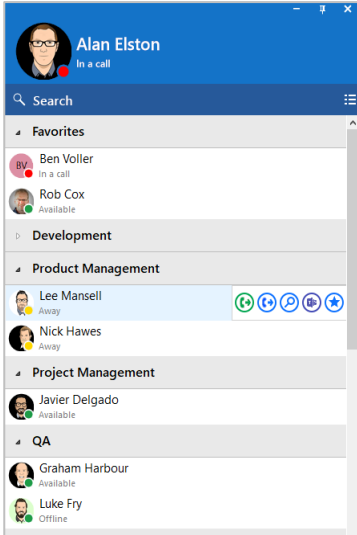 Alan Elston
In a call
Search
Favorites
BV
Ben Voller
In a call
Rob Cox
Available
Development
Product Management
Lee Mansell
Away
Nick Hawes
Away
Project Management
Javier Delgado
Available
QA
Graham Harbour
Available
Luke Fry
Offline